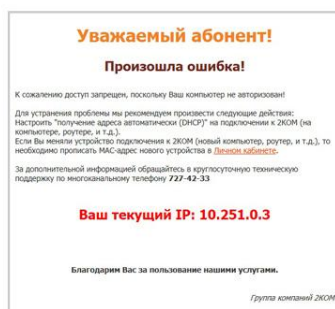 Уважаемый абонент!
Произошла ошибка!
К сожалению доступ запрещен, поскольку Ваш компьютер не авторизован!
Для устранения проблемы мы рекомендуем произвести следующие действия:
Настроить "получение адреса автоматически (DHCP)" на подключении к 2КОМ (на
компьютере, роутере, и т.д.).
Если Вы меняли устройство подключения к 2КОМ (новый компьютер, роутер, и т.д.), то
необходимо прописать MAC-адрес нового устройства в Личном кабинете.
За дополнительной информацией обращайтесь в круглосуточную техническую
поддержку по многоканальному телефону 727-42-33
Ваш текущий IP: 10.251.0.3
Благодарим Вас за пользование нашими услугами.
Группа компаний 2КОМ